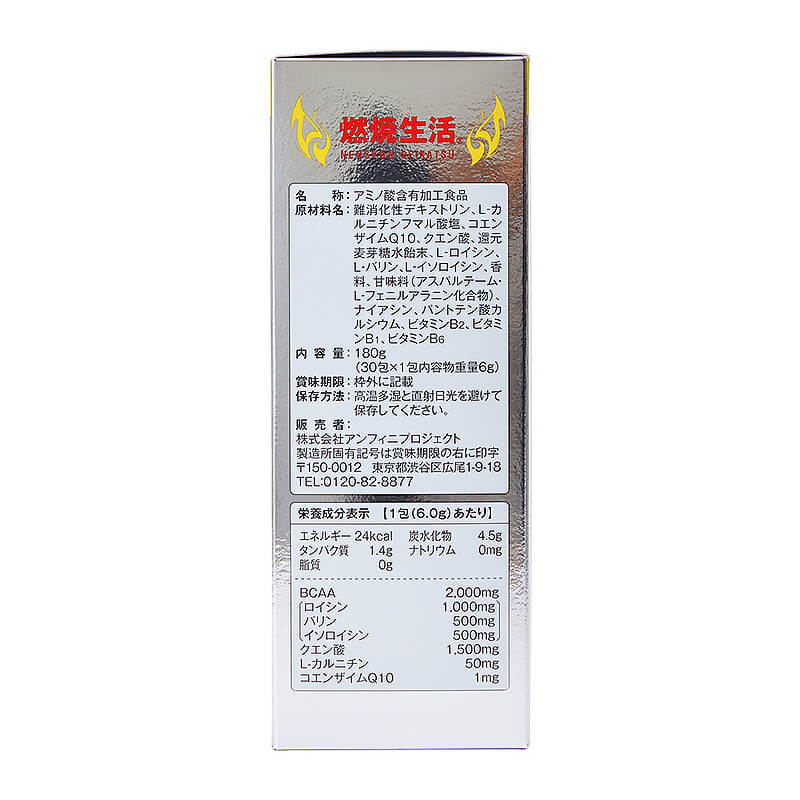 燃焼生活
NENSYOU SEIKATSU
名　称：アミノ酸含有加工食品
原材料名：難消化性デキストリン、L-カ
ルニチンフマル酸塩、コエン
ザイムQ10、クエン酸、還元
麦芽糖水飴末、L-ロイシン、
L-バリン、L-イソロイシン、香
料、甘味料（アスパルテーム・
L-フェニルアラニン化合物）、
ナイアシン、パントテン酸カ
ルシウム、ビタミンB2、ビタミ
ンB1、ビタミンB6
内容量：180g
（30包×1包内容物重量6g）
賞味期限：枠外に記載
保存方法：高温多湿と直射日光を避けて
保存してください。
販売者：
株式会社アンフィニプロジェクト
製造所固有記号は賞味期限の右に印字
〒150-0012　東京都渋谷区広尾1-9-18
TEL:0120-82-8877
栄養成分表示　【1包（6.0g）あたり】
エネルギー 24kcal　炭水化物 4.5g
タンパク質 1.4g　ナトリウム 0mg
脂質 0g
BCAA 2,000mg
ロイシン 1,000mg
バリン 500mg
イソロイシン 500mg
クエン酸 1,500mg
L-カルニチン 50mg
コエンザイムQ10 1mg